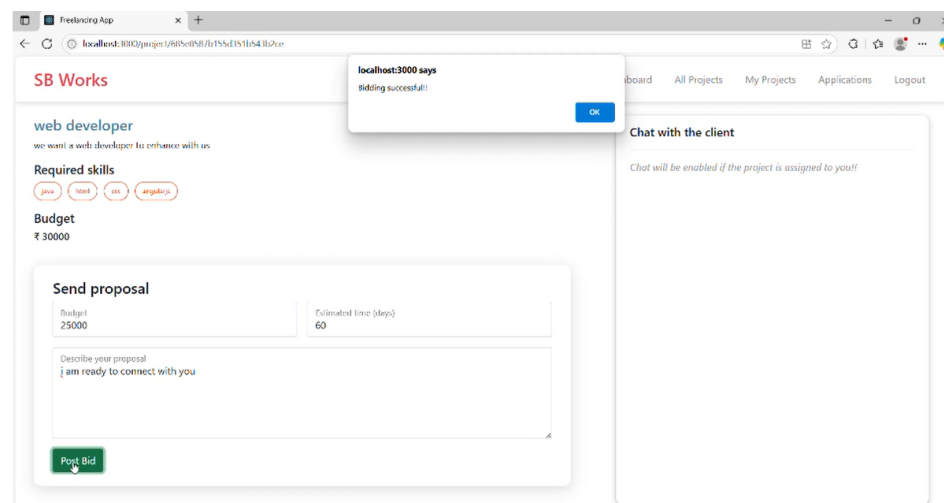 Freelancing App
localhost:3000/project/685e8587b155d351b543b2ce
SB Works
localhost:3000 says
Bidding successful!!
OK
board All Projects My Projects Applications Logout
web developer
we want a web developer to enhance with us
Required skills
java html css angularjs
Budget
₹ 30000
Send proposal
Budget
25000
Estimated time (days)
60
Describe your proposal
i am ready to connect with you
Post Bid
Chat with the client
Chat will be enabled if the project is assigned to you!!